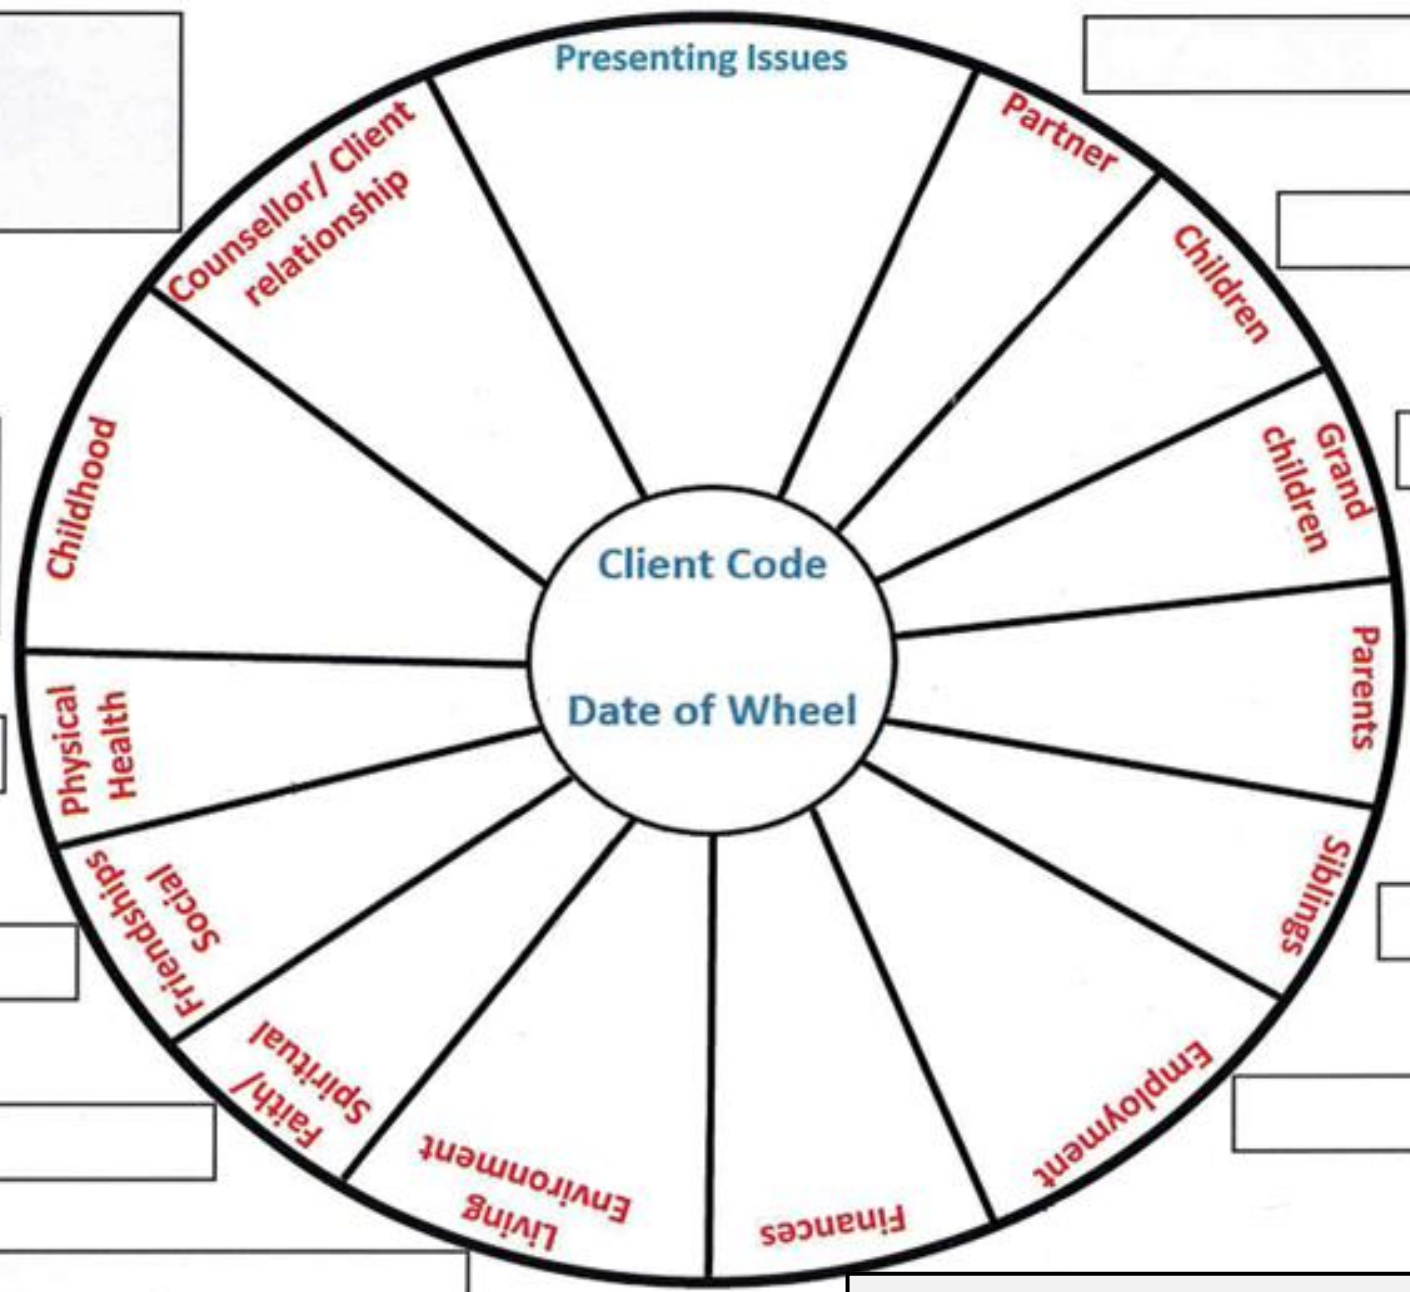 Presenting Issues
Partner
Children
Grand
children
Parents
Siblings
Employment
Finances
Living
Environment
Faith/
Spiritual
Friendships
Social
Physical
Health
Childhood
Counsellor/ Client
relationship
Client Code
Date of Wheel